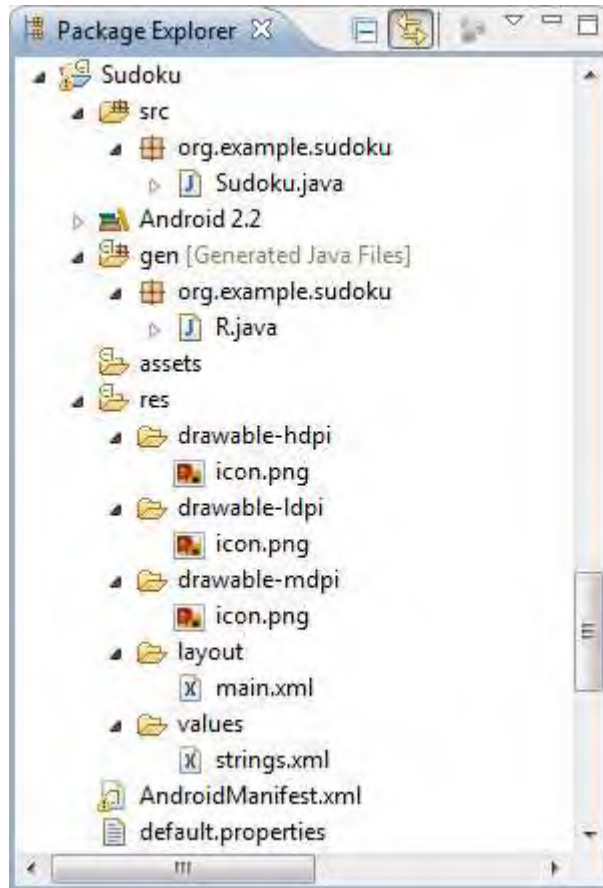 Package Explorer
Sudoku
src
org.example.sudoku
Sudoku.java
Android 2.2
gen [Generated Java Files]
org.example.sudoku
R.java
assets
res
drawable-hdpi
icon.png
drawable-ldpi
icon.png
drawable-mdpi
icon.png
layout
main.xml
values
strings.xml
AndroidManifest.xml
default.properties